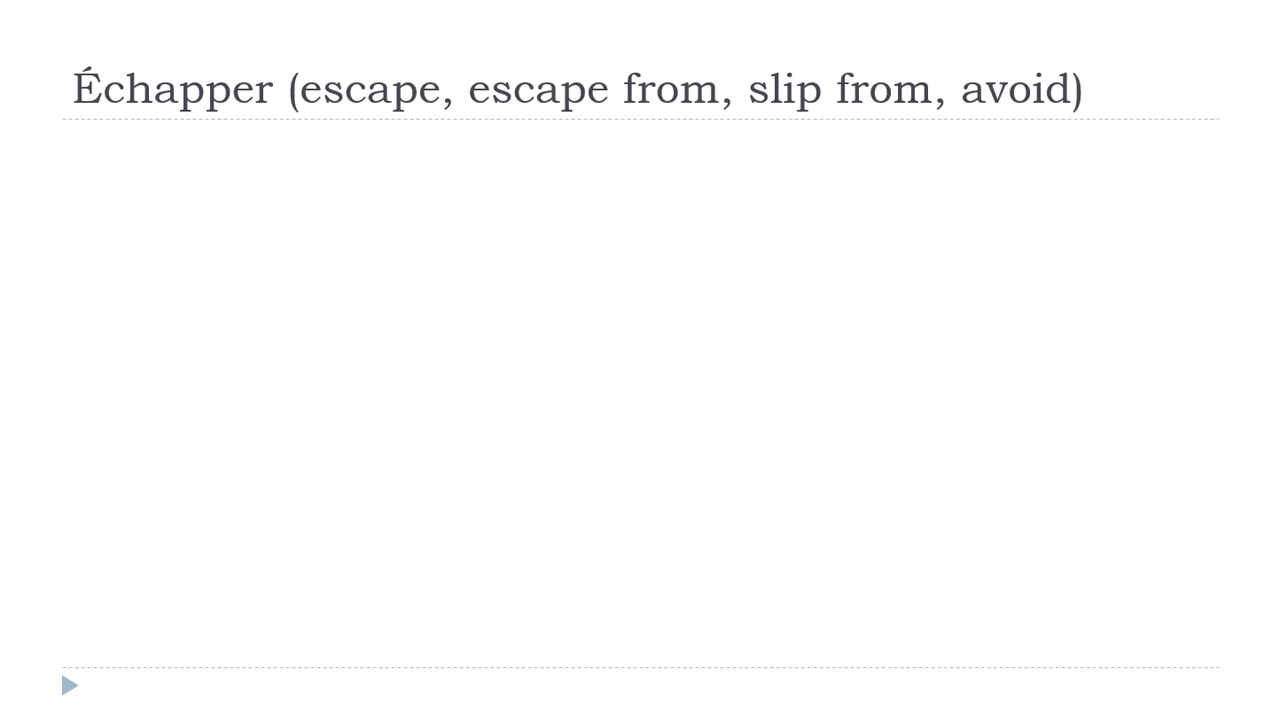 Échapper (escape, escape from, slip from, avoid)